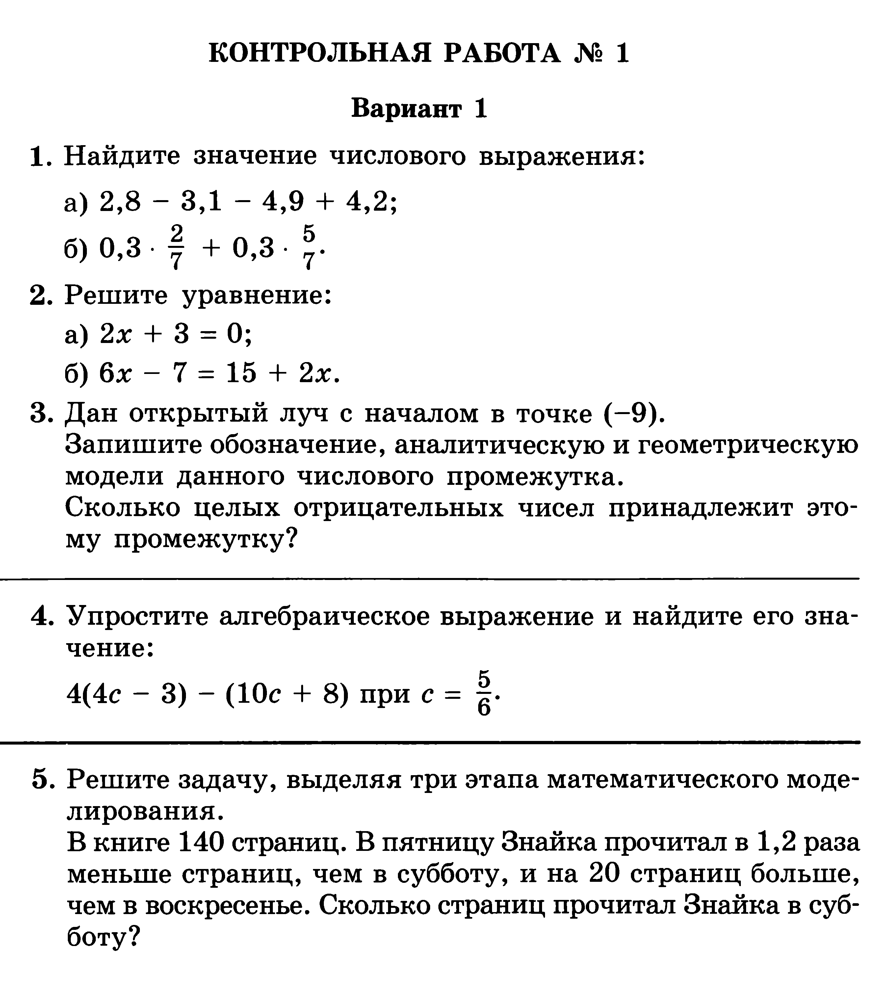 КОНТРОЛЬНАЯ РАБОТА № 1
Вариант 1
1. Найдите значение числового выражения:
а) 2,8 − 3,1 − 4,9 + 4,2;
б) 0,3 · 2/7 + 0,3 · 5/7.
2. Решите уравнение:
а) 2x + 3 = 0;
б) 6x − 7 = 15 + 2x.
3. Дан открытый луч с началом в точке (−9).
Запишите обозначение, аналитическую и геометрическую
модели данного числового промежутка.
Сколько целых отрицательных чисел принадлежит это-
му промежутку?
4. Упростите алгебраическое выражение и найдите его зна-
чение:
4(4c − 3) − (10c + 8) при c = 5/6.
5. Решите задачу, выделяя три этапа математического моде-
лирования.
В книге 140 страниц. В пятницу Знайка прочитал в 1,2 раза
меньше страниц, чем в субботу, и на 20 страниц больше,
чем в воскресенье. Сколько страниц прочитал Знайка в суб-
боту?